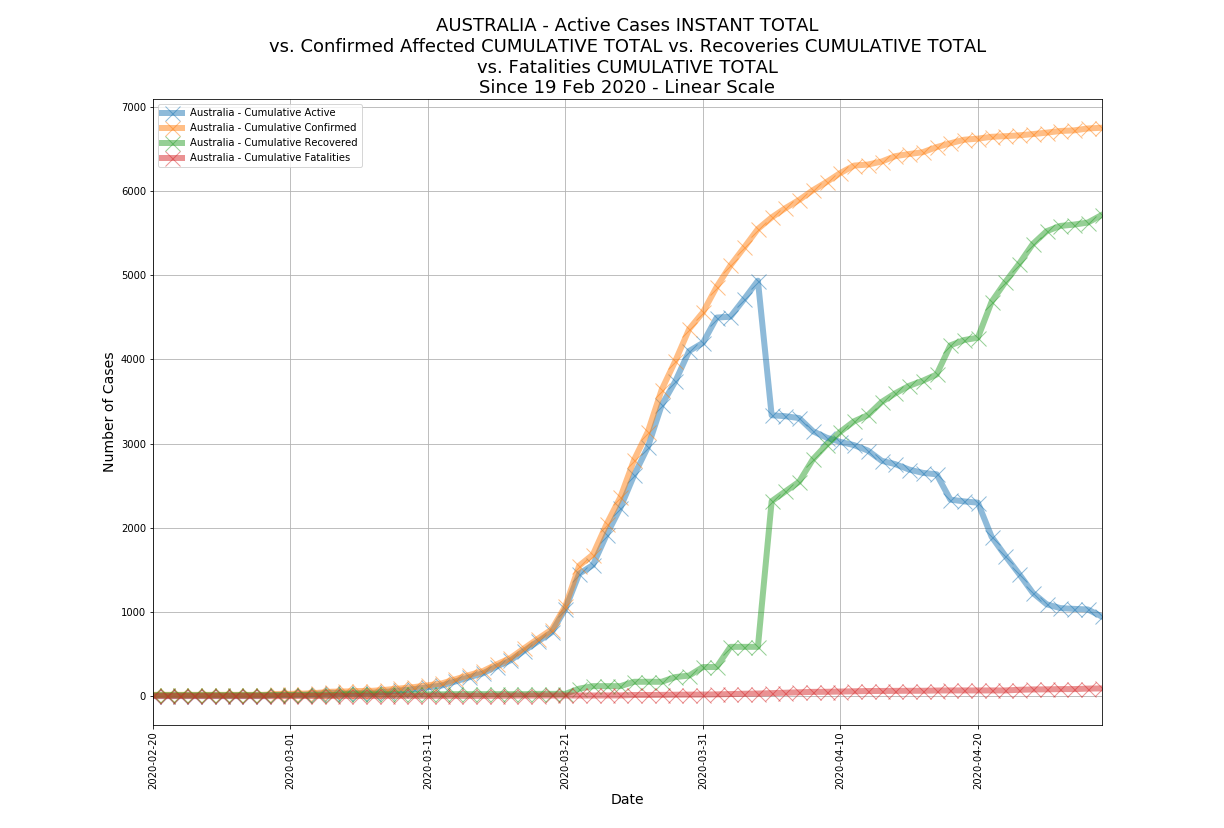 AUSTRALIA - Active Cases INSTANT TOTAL
vs. Confirmed Affected CUMULATIVE TOTAL vs. Recoveries CUMULATIVE TOTAL
vs. Fatalities CUMULATIVE TOTAL
Since 19 Feb 2020 - Linear Scale
Australia - Cumulative Active
Australia - Cumulative Confirmed
Australia - Cumulative Recovered
Australia - Cumulative Fatalities
Number of Cases
7000
6000
5000
4000
3000
2000
1000
0
2020-02-20
2020-03-01
2020-03-11
2020-03-21
2020-03-31
2020-04-10
2020-04-20
Date